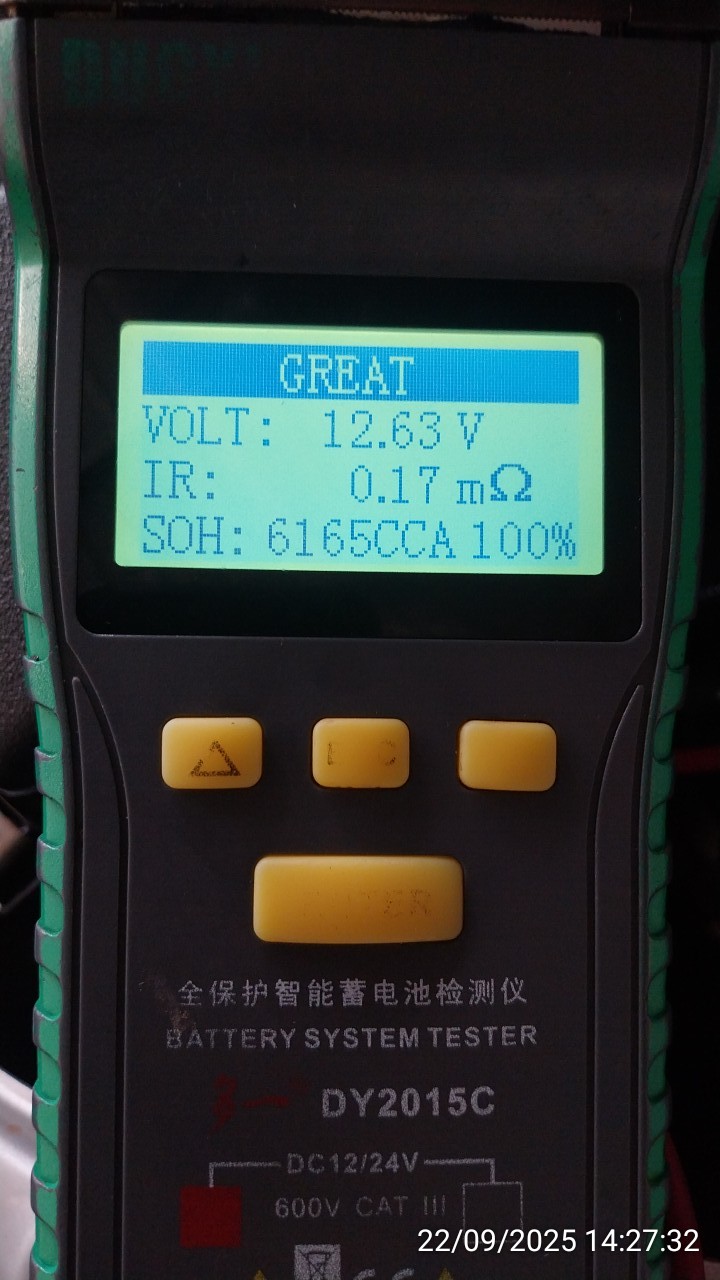 GREAT
VOLT: 12.63 V
IR: 0.17 mΩ
SOH: 6165CCA 100%
全保护智能蓄电池检测仪
BATTERY SYSTEM TESTER
DY2015C
DC12/24V
600V CAT III
22/09/2025 14:27:32